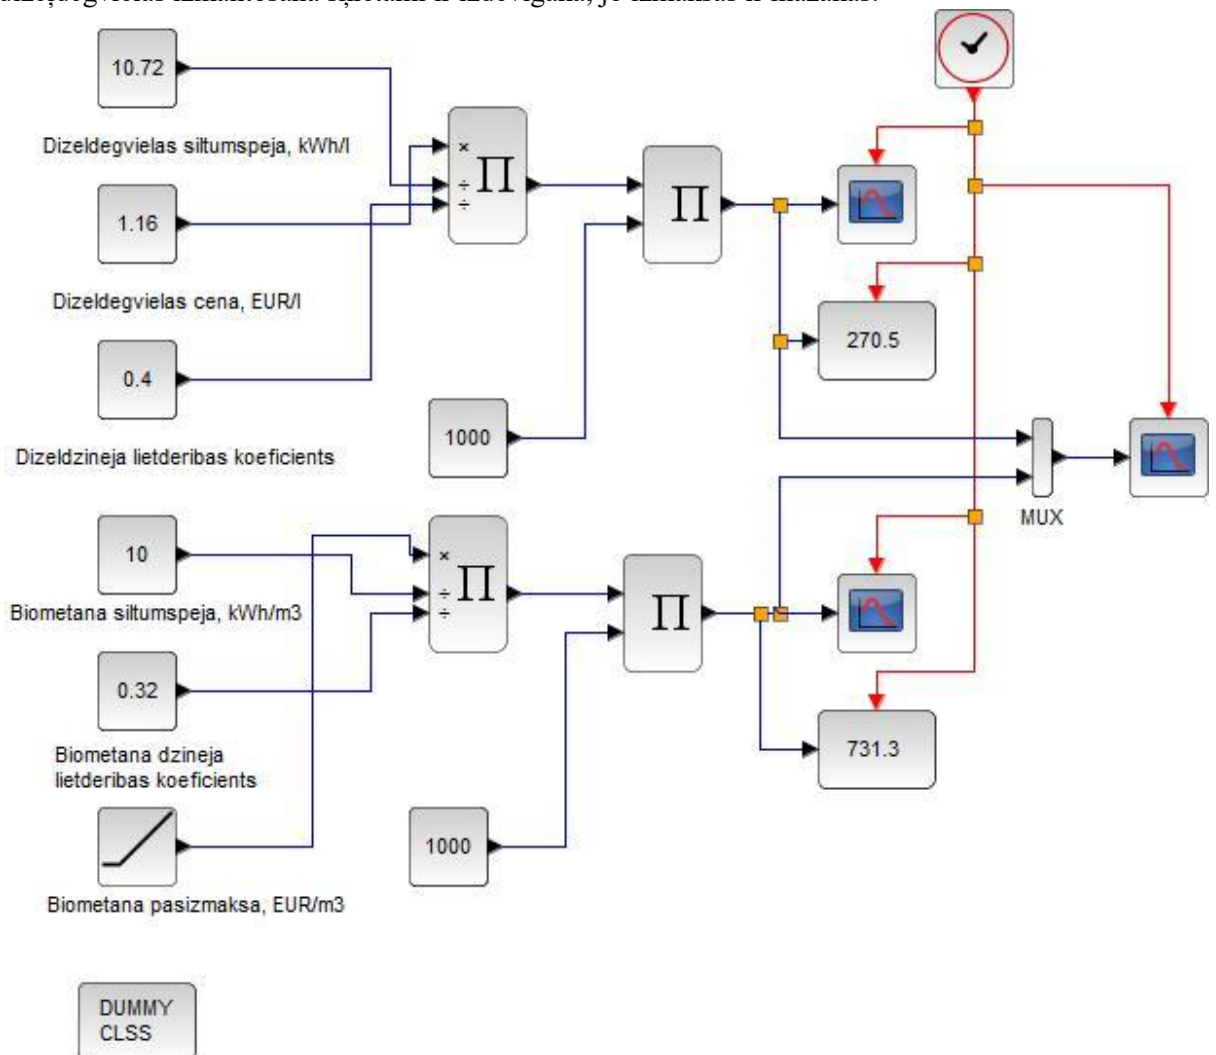 10.72
Dizeldegvielas siltumspeja, kWh/l
×
÷
÷
∏
∏
1.16
Dizeldegvielas cena, EUR/l
270.5
0.4
1000
Dizeldzineja lietderibas koeficients
MUX
10
×
÷
÷
∏
∏
Biometana siltumspeja, kWh/m3
0.32
731.3
Biometana dzineja
lietderibas koeficients
1000
Biometana pasizmaksa, EUR/m3
DUMMY
CLSS